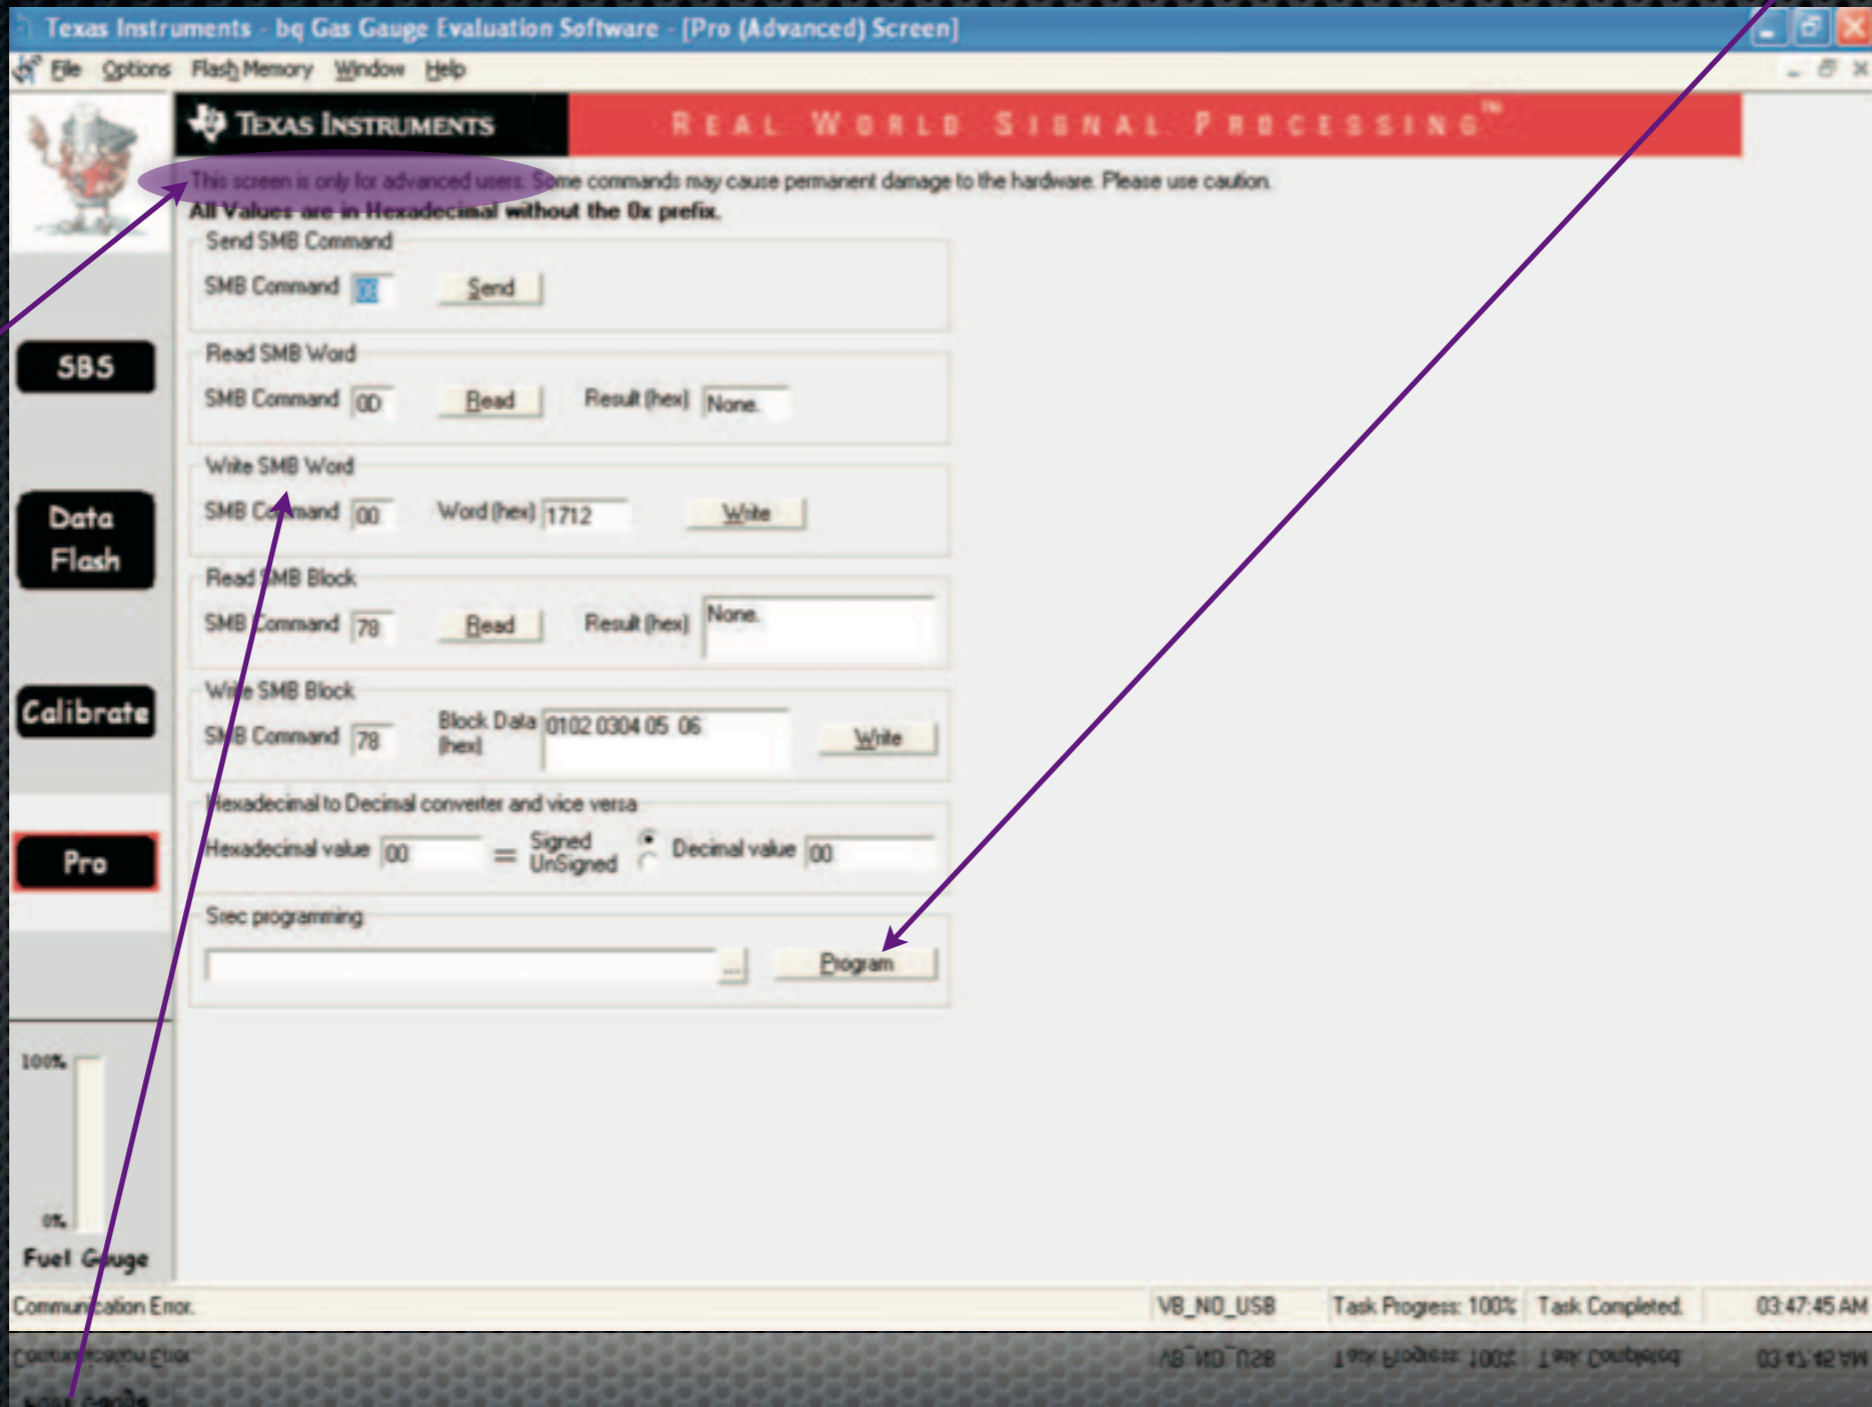 Texas Instruments - bq Gas Gauge Evaluation Software - [Pro (Advanced) Screen]
File Options Flash Memory Window Help
TEXAS INSTRUMENTS
REAL WORLD SIGNAL PROCESSING™
This screen is only for advanced users. Some commands may cause permanent damage to the hardware. Please use caution.
All Values are in Hexadecimal without the 0x prefix.
Send SMB Command
SMB Command Send
SBS
Read SMB Word
SMB Command 0D Read Result (hex) None.
Write SMB Word
SMB Command 00 Word (hex) 1712 Write
Data
Flash
Read SMB Block
SMB Command 78 Read Result (hex) None.
Write SMB Block
SMB Command 78 Block Data (hex) 0102 0304 05 06 Write
Calibrate
Hexadecimal to Decimal converter and vice versa
Hexadecimal value 00 = Signed UnSigned Decimal value 00
Pro
Srec programming
... Program
100%
0%
Fuel Gauge
Communication Error. VB_NO_USB Task Progress: 100% Task Completed. 03:47:45 AM